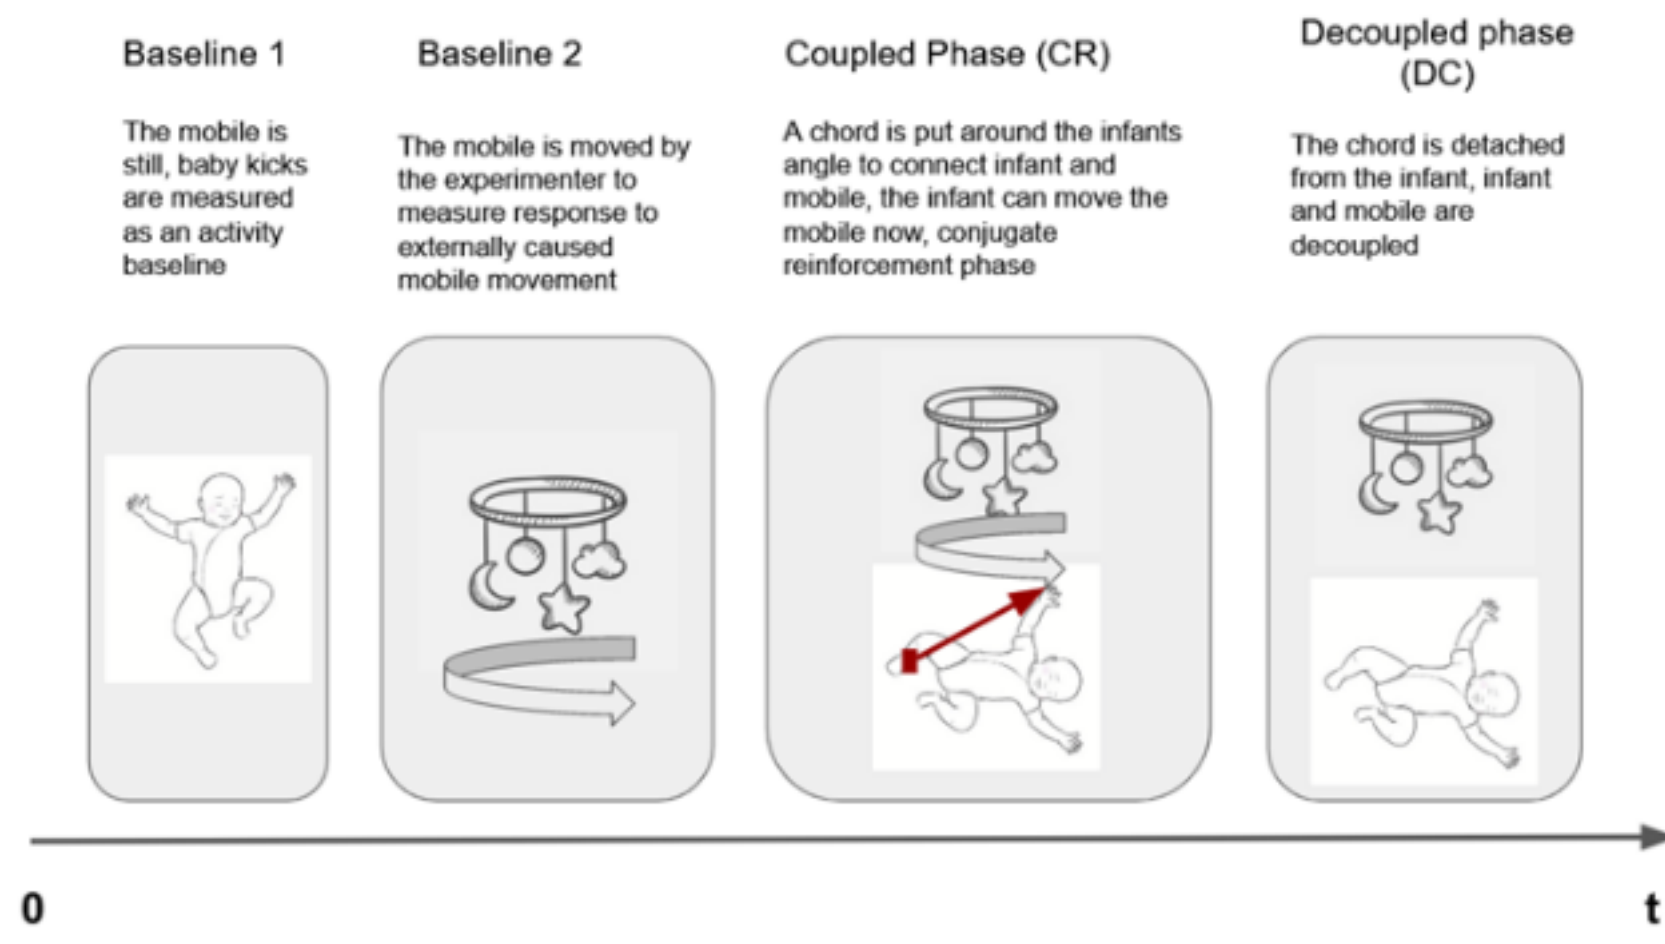 Baseline 1
The mobile is
still, baby kicks
are measured
as an activity
baseline
Baseline 2
The mobile is moved by
the experimenter to
measure response to
externally caused
mobile movement
Coupled Phase (CR)
A chord is put around the infants
angle to connect infant and
mobile, the infant can move the
mobile now, conjugate
reinforcement phase
Decoupled phase
(DC)
The chord is detached
from the infant, infant
and mobile are
decoupled
0
t